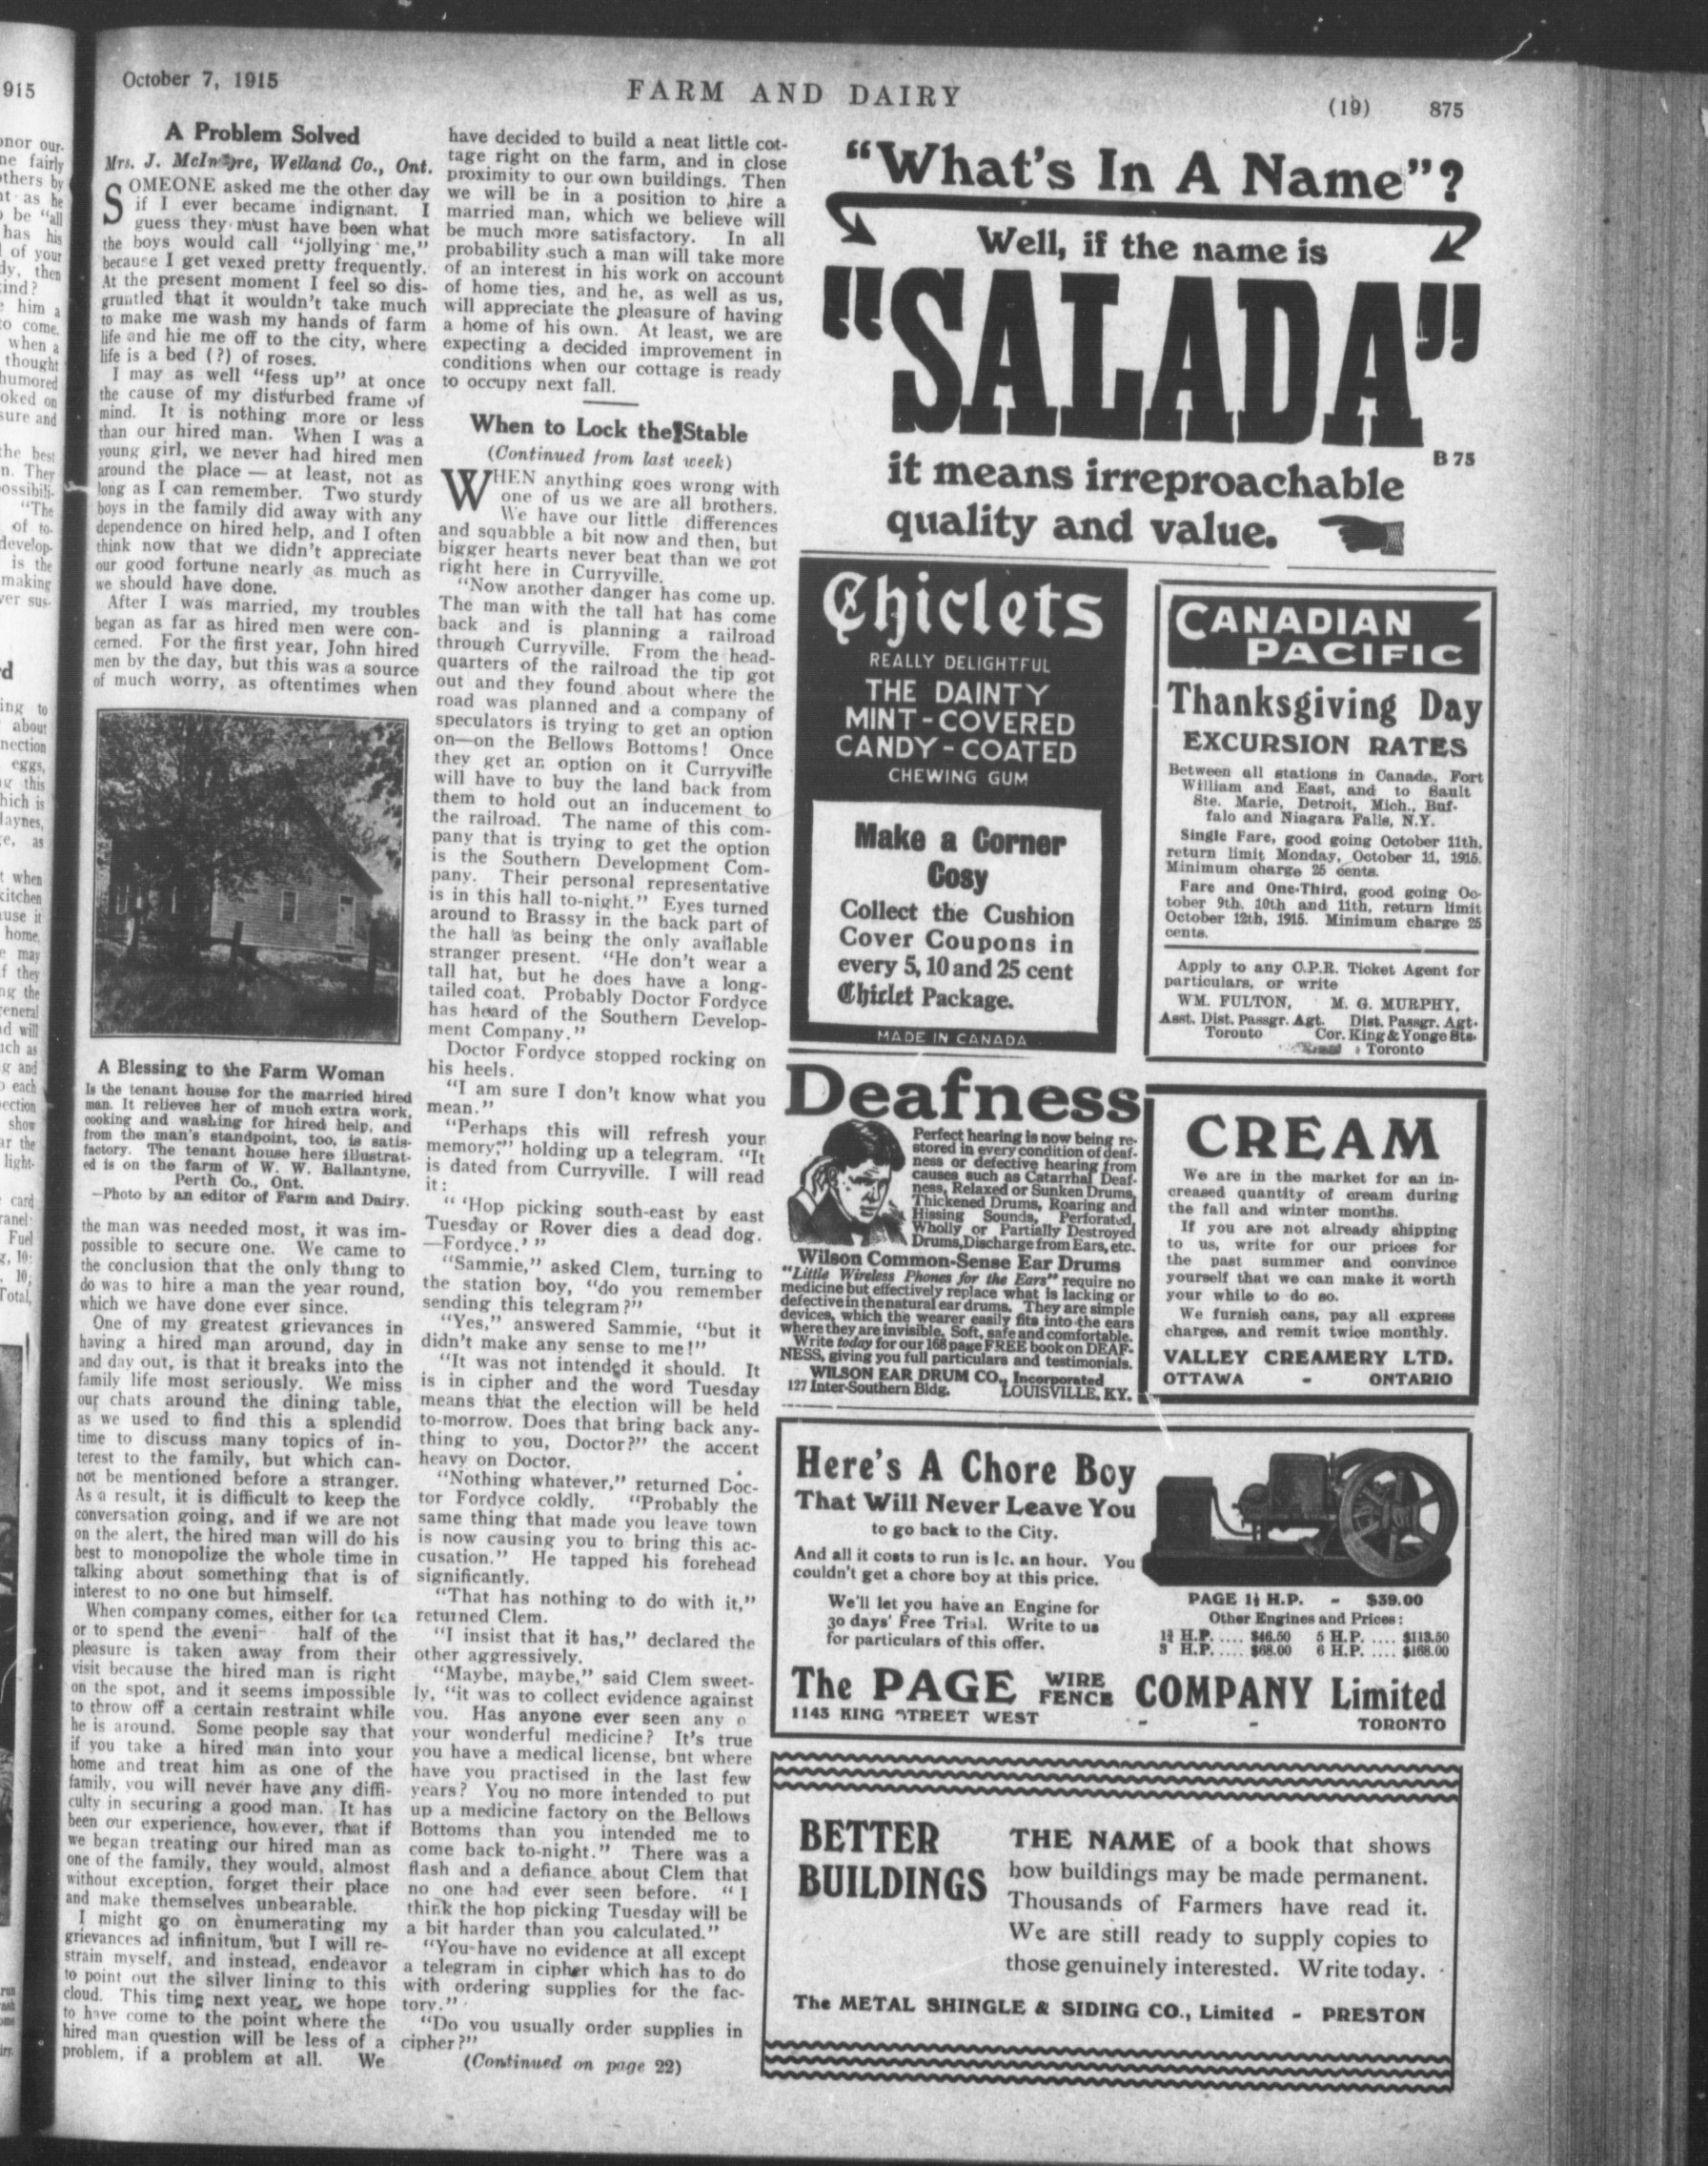 October 7, 1915
FARM AND DAIRY
(19) 875
A Problem Solved
Mrs. J. McIntyre, Welland Co., Ont.
SOMEONE asked me the other day
if I ever became indignant. I
guess they must have been what
the boys would call "jollying me,"
because I get vexed pretty frequently.
At the present moment I feel so dis-
gruntled that it wouldn't take much
to make me wash my hands of farm
life and hie me off to the city, where
life is a bed (?) of roses.
I may as well "fess up" at once
the cause of my disturbed frame of
mind. It is nothing more or less
than our hired man. When I was a
young girl, we never had hired men
around the place — at least, not as
long as I can remember. Two sturdy
boys in the family did away with any
dependence on hired help, and I often
think now that we didn't appreciate
our good fortune nearly as much as
we should have done.
After I was married, my troubles
began as far as hired men were con-
cerned. For the first year, John hired
men by the day, but this was a source
of much worry, as oftentimes when
A Blessing to the Farm Woman
Is the tenant house for the married hired
man. It relieves her of much extra work,
cooking and washing for hired help, and
from the man's standpoint, too, is satis-
factory. The tenant house here illustrat-
ed is on the farm of W. W. Ballantyne,
Perth Co., Ont.
—Photo by an editor of Farm and Dairy.
the man was needed most, it was im-
possible to secure one. We came to
the conclusion that the only thing to
do was to hire a man the year round,
which we have done ever since.
One of my greatest grievances in
having a hired man around, day in
and day out, is that it breaks into the
family life most seriously. We miss
our chats around the dining table,
as we used to find this a splendid
time to discuss many topics of in-
terest to the family, but which can-
not be mentioned before a stranger.
As a result, it is difficult to keep the
conversation going, and if we are not
on the alert, the hired man will do his
best to monopolize the whole time in
talking about something that is of
interest to no one but himself.
When company comes, either for tea
or to spend the eveni- half of the
pleasure is taken away from their
visit because the hired man is right
on the spot, and it seems impossible
to throw off a certain restraint while
he is around. Some people say that
if you take a hired man into your
home and treat him as one of the
family, you will never have any diffi-
culty in securing a good man. It has
been our experience, however, that if
we began treating our hired man as
one of the family, they would, almost
without exception, forget their place
and make themselves unbearable.
I might go on enumerating my
grievances ad infinitum, but I will re-
strain myself, and instead, endeavor
to point out the silver lining to this
cloud. This time next year, we hope
to have come to the point where the
hired man question will be less of a
problem, if a problem at all. We
have decided to build a neat little cot-
tage right on the farm, and in close
proximity to our own buildings. Then
we will be in a position to hire a
married man, which we believe will
be much more satisfactory. In all
probability such a man will take more
of an interest in his work on account
of home ties, and he, as well as us,
will appreciate the pleasure of having
a home of his own. At least, we are
expecting a decided improvement in
conditions when our cottage is ready
to occupy next fall.
When to Lock the Stable
(Continued from last week)
WHEN anything goes wrong with
one of us we are all brothers.
We have our little differences
and squabble a bit now and then, but
bigger hearts never beat than we got
right here in Curryville.
"Now another danger has come up.
The man with the tall hat has come
back and is planning a railroad
through Curryville. From the head-
quarters of the railroad the tip got
out and they found about where the
road was planned and a company of
speculators is trying to get an option
on—on the Bellows Bottoms! Once
they get an option on it Curryville
will have to buy the land back from
them to hold out an inducement to
the railroad. The name of this com-
pany that is trying to get the option
is the Southern Development Com-
pany. Their personal representative
is in this hall to-night." Eyes turned
around to Brassy in the back part of
the hall as being the only available
stranger present. "He don't wear a
tall hat, but he does have a long-
tailed coat. Probably Doctor Fordyce
has heard of the Southern Develop-
ment Company."
Doctor Fordyce stopped rocking on
his heels.
"I am sure I don't know what you
mean."
"Perhaps this will refresh your
memory;" holding up a telegram. "It
is dated from Curryville. I will read
it:
" 'Hop picking south-east by east
Tuesday or Rover dies a dead dog.
—Fordyce.' "
"Sammie," asked Clem, turning to
the station boy, "do you remember
sending this telegram?"
"Yes," answered Sammie, "but it
didn't make any sense to me!"
"It was not intended it should. It
is in cipher and the word Tuesday
means that the election will be held
to-morrow. Does that bring back any-
thing to you, Doctor?" the accent
heavy on Doctor.
"Nothing whatever," returned Doc-
tor Fordyce coldly. "Probably the
same thing that made you leave town
is now causing you to bring this ac-
cusation." He tapped his forehead
significantly.
"That has nothing to do with it,"
returned Clem.
"I insist that it has," declared the
other aggressively.
"Maybe, maybe," said Clem sweet-
ly, "it was to collect evidence against
you. Has anyone ever seen any o
your wonderful medicine? It's true
you have a medical license, but where
have you practised in the last few
years? You no more intended to put
up a medicine factory on the Bellows
Bottoms than you intended me to
come back to-night." There was a
flash and a defiance about Clem that
no one had ever seen before. "I
think the hop picking Tuesday will be
a bit harder than you calculated."
"You have no evidence at all except
a telegram in cipher which has to do
with ordering supplies for the fac-
tory."
"Do you usually order supplies in
cipher?"
(Continued on page 22)
"What's In A Name"?
Well, if the name is
"SALADA"
B 75
it means irreproachable
quality and value.
Chiclets
REALLY DELIGHTFUL
THE DAINTY
MINT-COVERED
CANDY-COATED
CHEWING GUM
Make a Corner
Cosy
Collect the Cushion
Cover Coupons in
every 5, 10 and 25 cent
Chiclet Package.
MADE IN CANADA
CANADIAN
PACIFIC
Thanksgiving Day
EXCURSION RATES
Between all stations in Canada, Fort
William and East, and to Sault
Ste. Marie, Detroit, Mich., Buf-
falo and Niagara Falls, N.Y.
Single Fare, good going October 11th,
return limit Monday, October 11, 1915.
Minimum charge 25 cents.
Fare and One-Third, good going Oc-
tober 9th, 10th and 11th, return limit
October 12th, 1915. Minimum charge 25
cents.
Apply to any C.P.R. Ticket Agent for
particulars, or write
WM. FULTON, M. G. MURPHY,
Asst. Dist. Passgr. Agt. Dist. Passgr. Agt.
Toronto Cor. King & Yonge Sts.
Toronto
Deafness
Perfect hearing is now being re-
stored in every condition of deaf-
ness or defective hearing from
causes such as Catarrhal Deaf-
ness, Relaxed or Sunken Drums,
Thickened Drums, Roaring and
Hissing Sounds, Perforated,
Wholly or Partially Destroyed
Drums, Discharge from Ears, etc.
Wilson Common-Sense Ear Drums
"Little Wireless Phones for the Ears" require no
medicine but effectively replace what is lacking or
defective in the natural ear drums. They are simple
devices, which the wearer easily fits into the ears
where they are invisible. Soft, safe and comfortable.
Write today for our 168 page FREE book on DEAF-
NESS, giving you full particulars and testimonials.
WILSON EAR DRUM CO., Incorporated
127 Inter-Southern Bldg. LOUISVILLE, KY.
CREAM
We are in the market for an in-
creased quantity of cream during
the fall and winter months.
If you are not already shipping
to us, write for our prices for
the past summer and convince
yourself that we can make it worth
your while to do so.
We furnish cans, pay all express
charges, and remit twice monthly.
VALLEY CREAMERY LTD.
OTTAWA - ONTARIO
Here's A Chore Boy
That Will Never Leave You
to go back to the City.
And all it costs to run is 1c. an hour. You
couldn't get a chore boy at this price.
We'll let you have an Engine for
30 days' Free Trial. Write to us
for particulars of this offer.
PAGE 1½ H.P. - $39.00
Other Engines and Prices:
H.P. .... $46.50 5 H.P. .... $113.50
3 H.P. .... $68.00 6 H.P. .... $168.00
The PAGE WIRE FENCE COMPANY Limited
1143 KING STREET WEST - - TORONTO
BETTER
BUILDINGS
THE NAME of a book that shows
how buildings may be made permanent.
Thousands of Farmers have read it.
We are still ready to supply copies to
those genuinely interested. Write today.
The METAL SHINGLE & SIDING CO., Limited - PRESTON